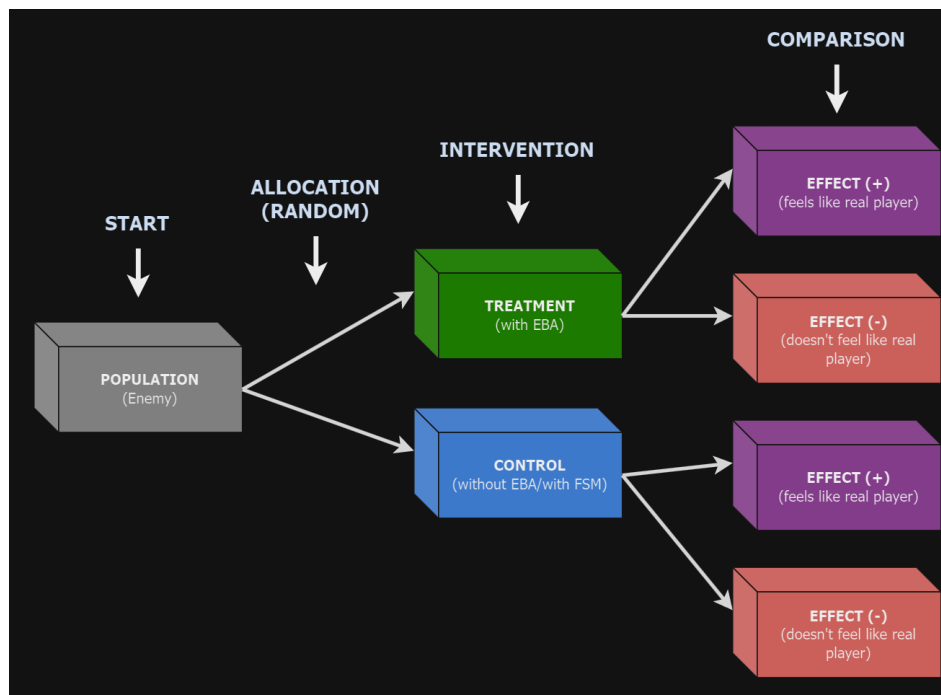 START
ALLOCATION
(RANDOM)
INTERVENTION
COMPARISON
POPULATION
(Enemy)
TREATMENT
(with EBA)
CONTROL
(without EBA/with FSM)
EFFECT (+)
(feels like real player)
EFFECT (-)
(doesn't feel like real
player)
EFFECT (+)
(feels like real player)
EFFECT (-)
(doesn't feel like real
player)